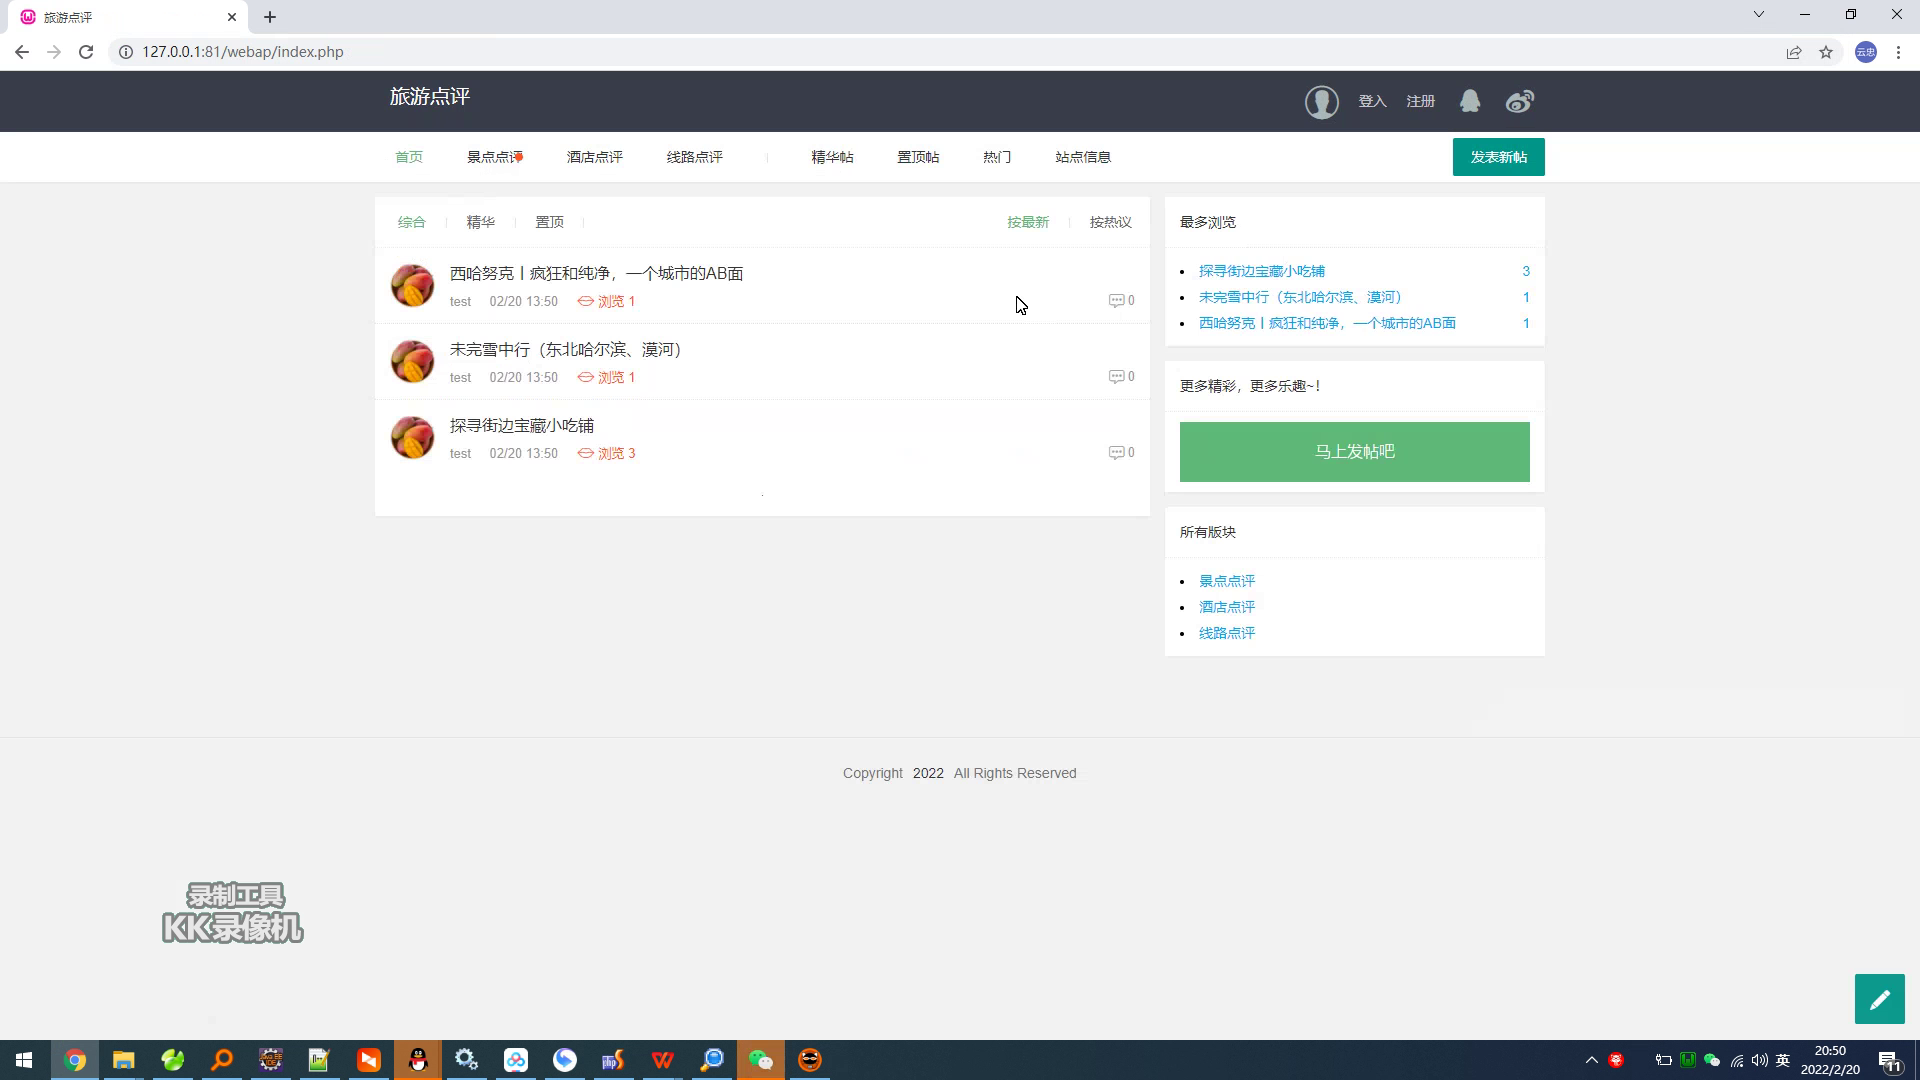 旅游点评
127.0.0.1:81/webap/index.php
云忠
旅游点评
登入 注册
首页 景点点评 酒店点评 线路点评 精华帖 置顶帖 热门 站点信息 发表新帖
综合 精华 置顶 按最新 按热议
西哈努克丨疯狂和纯净，一个城市的AB面
test 02/20 13:50 浏览 1 0
未完雪中行（东北哈尔滨、漠河）
test 02/20 13:50 浏览 1 0
探寻街边宝藏小吃铺
test 02/20 13:50 浏览 3 0
最多浏览
探寻街边宝藏小吃铺 3
未完雪中行（东北哈尔滨、漠河） 1
西哈努克丨疯狂和纯净，一个城市的AB面 1
更多精彩，更多乐趣~！
马上发帖吧
所有版块
景点点评
酒店点评
线路点评
Copyright 2022 All Rights Reserved
录制工具
KK录像机
英
20:50
2022/2/20
11